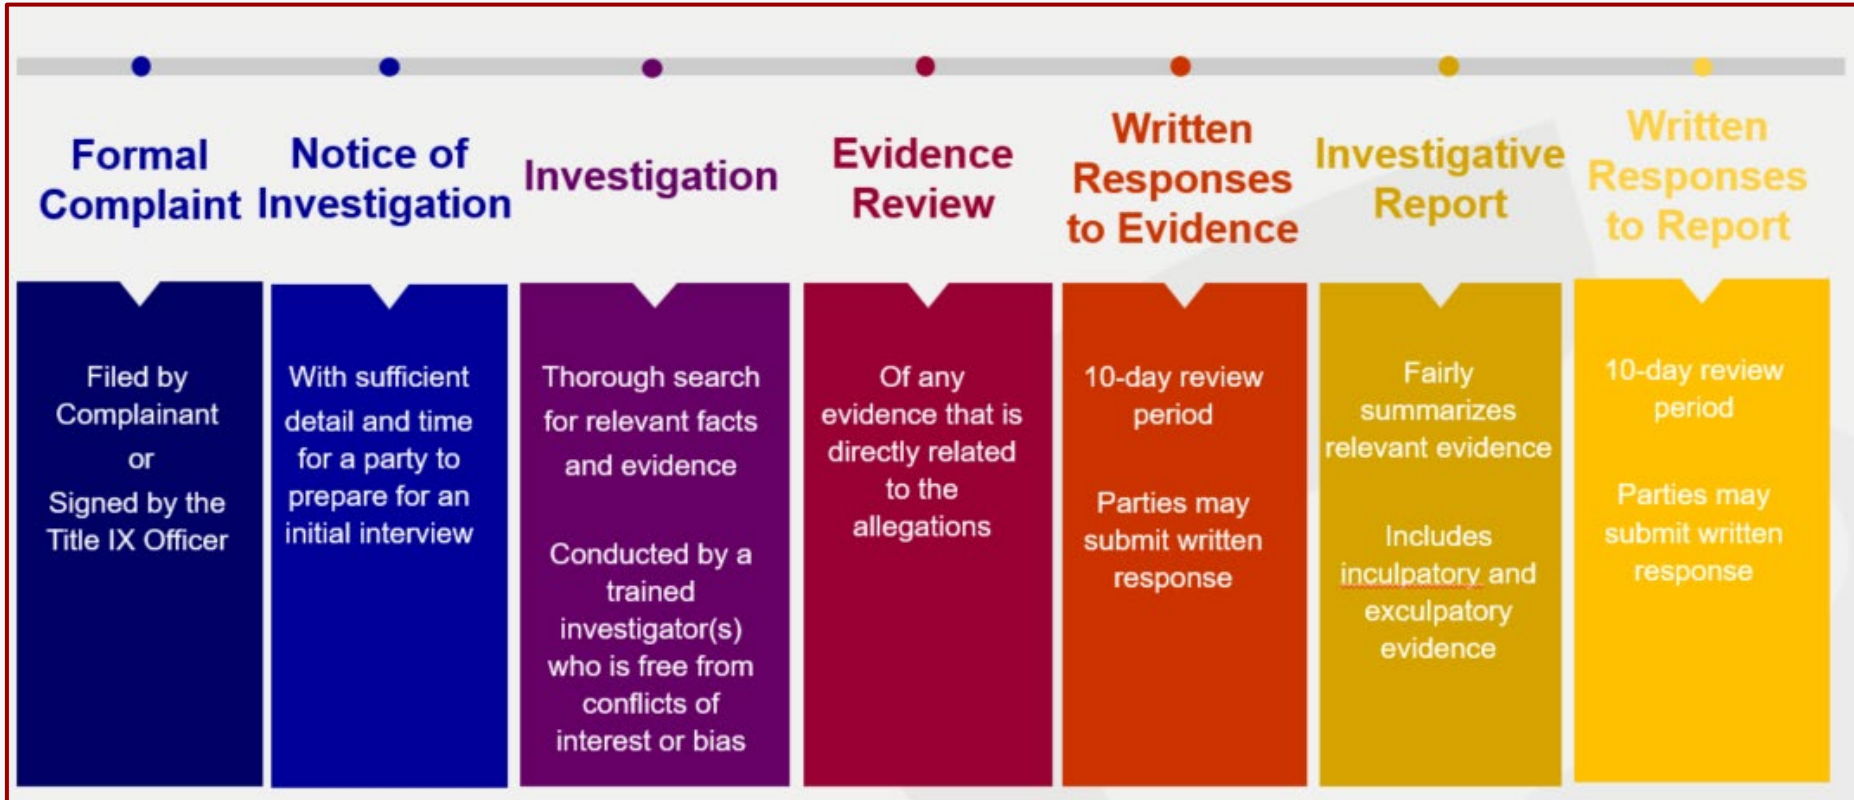 Formal
Complaint
Notice of
Investigation
Investigation
Evidence
Review
Written
Responses
to Evidence
Investigative
Report
Written
Responses
to Report
Filed by
Complainant
or
Signed by the
Title IX Officer
With sufficient
detail and time
for a party to
prepare for an
initial interview
Thorough search
for relevant facts
and evidence
Conducted by a
trained
investigator(s)
who is free from
conflicts of
interest or bias
Of any
evidence that is
directly related
to the
allegations
10-day review
period
Parties may
submit written
response
Fairly
summarizes
relevant evidence
Includes
inculpatory and
exculpatory
evidence
10-day review
period
Parties may
submit written
response